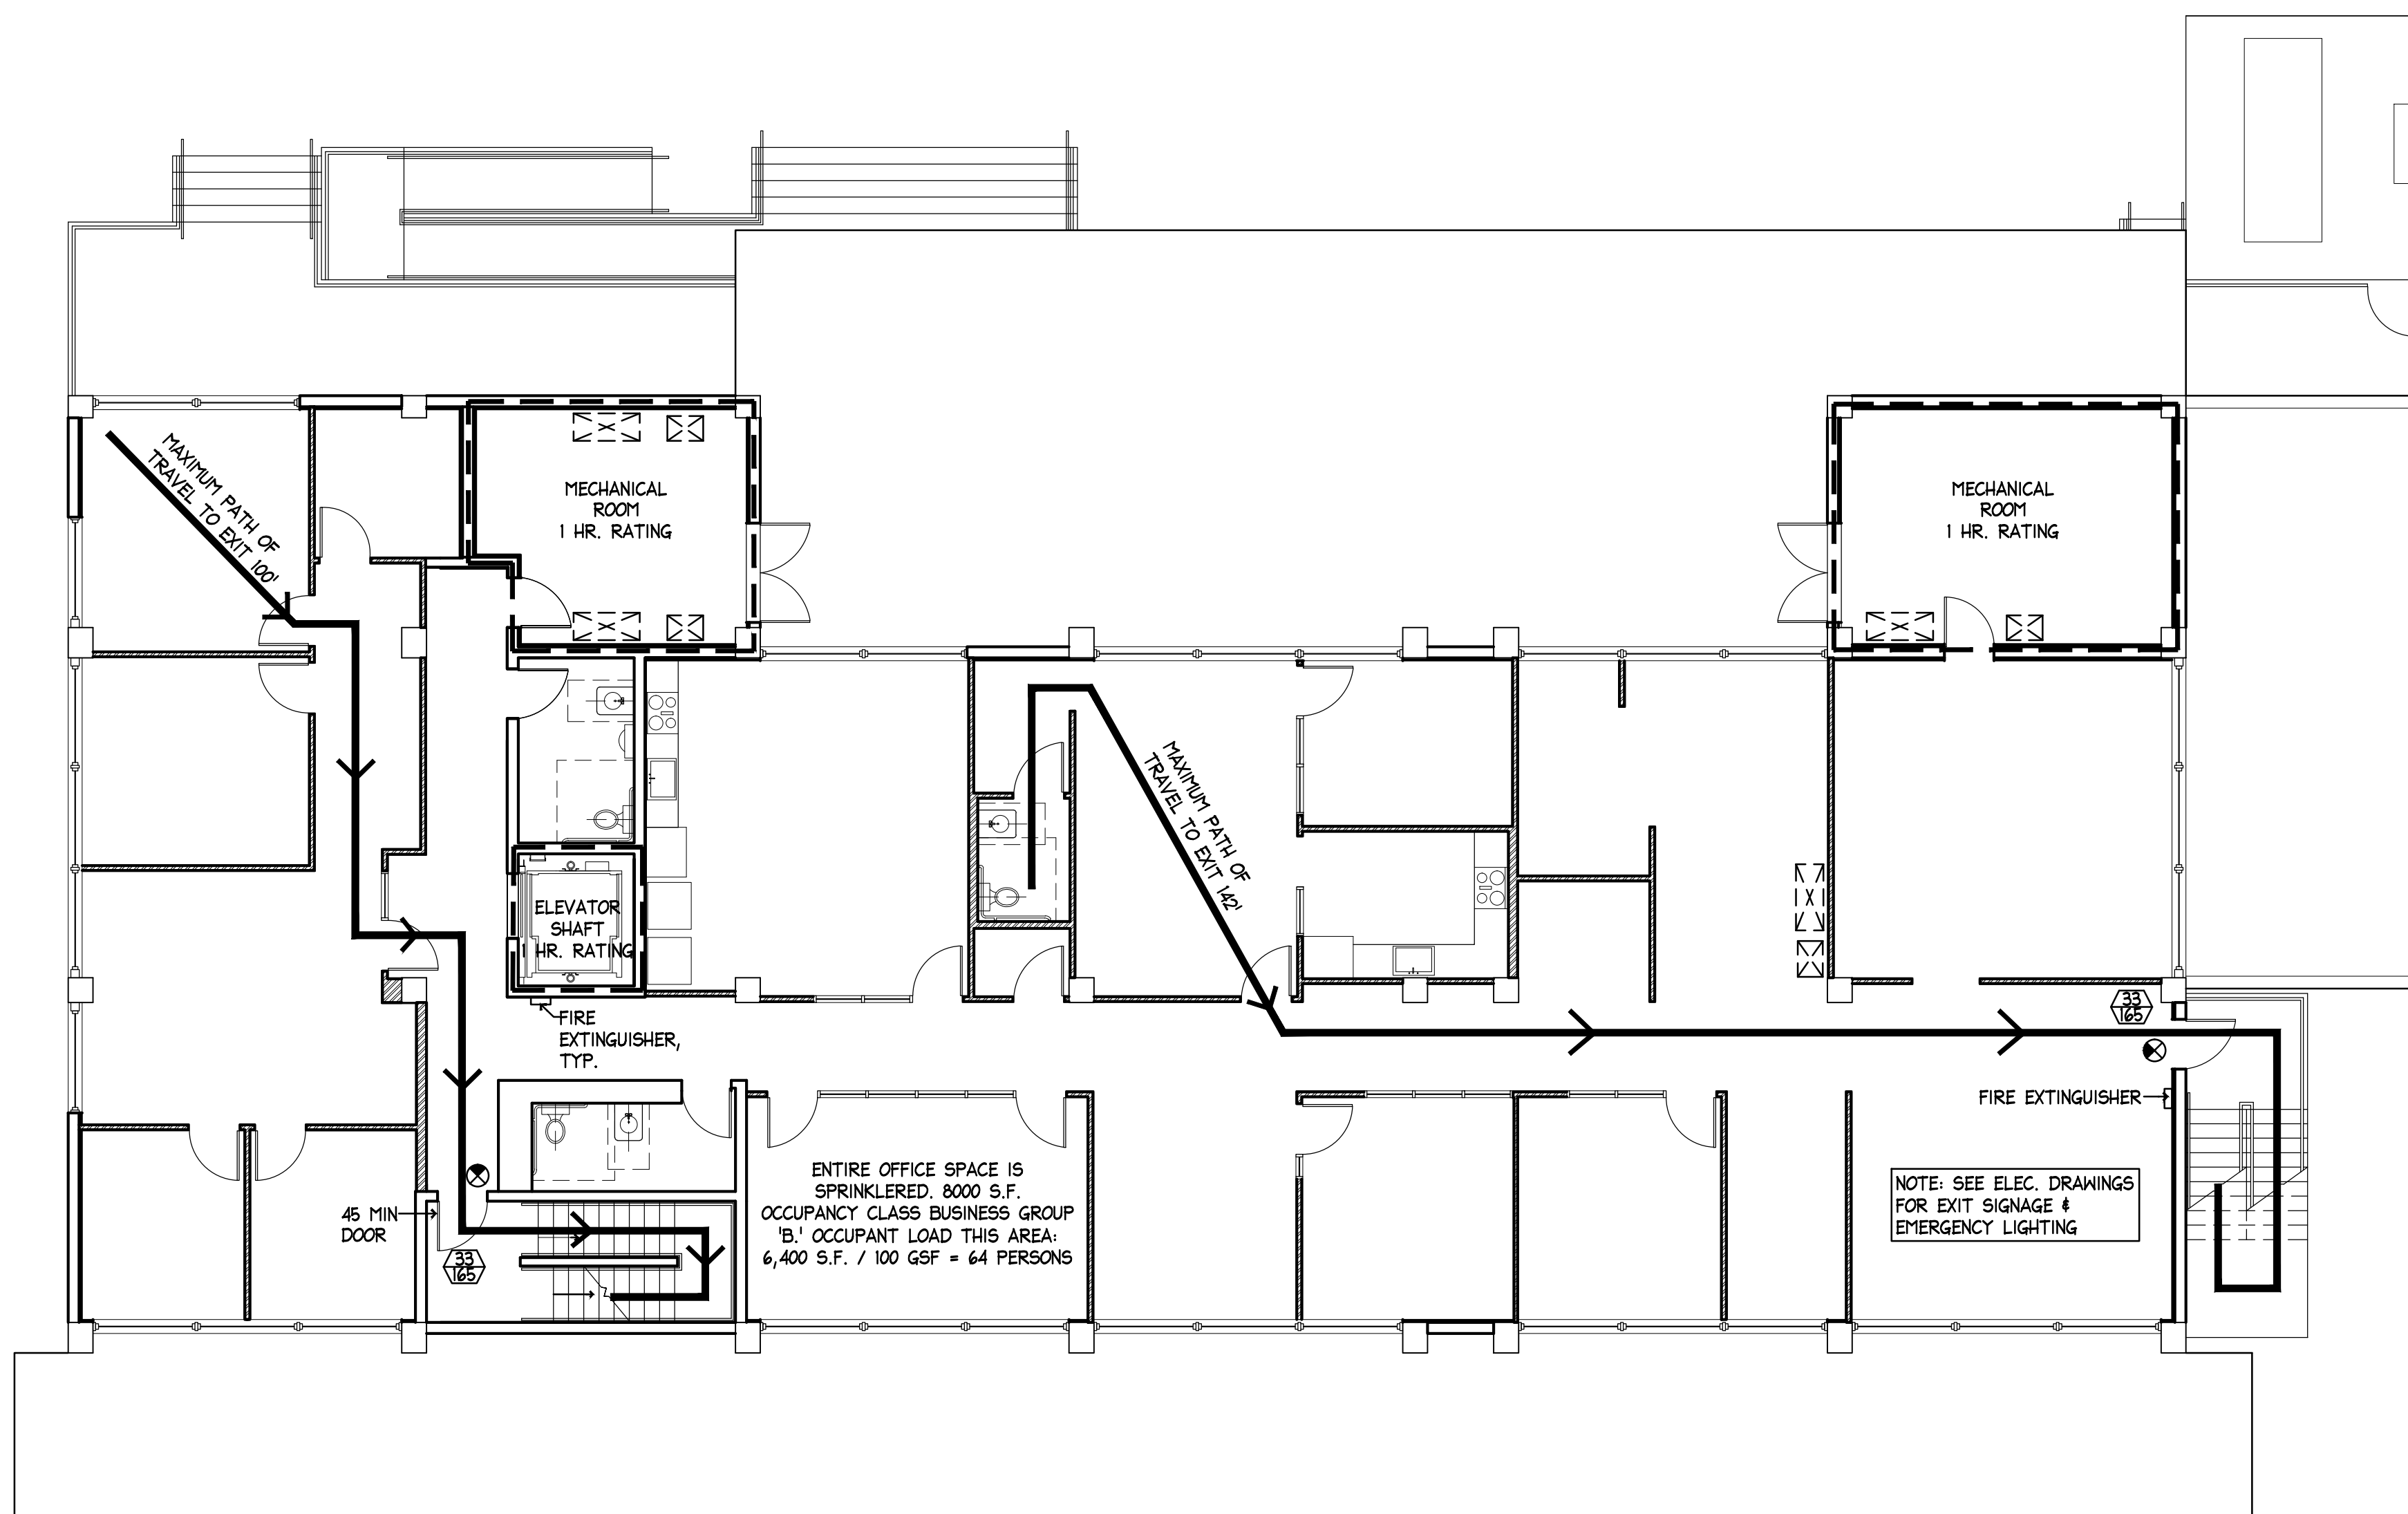 MAXIMUM PATH OF
TRAVEL TO EXIT 100'
MECHANICAL
ROOM
1 HR. RATING
MECHANICAL
ROOM
1 HR. RATING
MAXIMUM PATH OF
TRAVEL TO EXIT 142'
ELEVATOR
SHAFT
1 HR. RATING
FIRE
EXTINGUISHER,
TYP.
33
165
FIRE EXTINGUISHER
ENTIRE OFFICE SPACE IS
SPRINKLERED. 8000 S.F.
OCCUPANCY CLASS BUSINESS GROUP
'B.' OCCUPANT LOAD THIS AREA:
6,400 S.F. / 100 GSF = 64 PERSONS
NOTE: SEE ELEC. DRAWINGS
FOR EXIT SIGNAGE &
EMERGENCY LIGHTING
45 MIN
DOOR
33
165